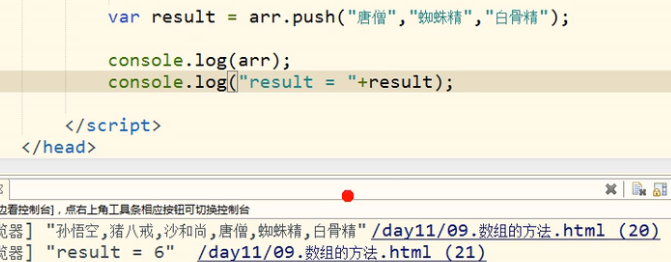 var result = arr.push("唐僧","蜘蛛精","白骨精");
console.log(arr);
console.log("result = "+result);
</script>
</head>
边看控制台]，点右上角工具条相应按钮可切换控制台
览器] "孙悟空,猪八戒,沙和尚,唐僧,蜘蛛精,白骨精" /day11/09.数组的方法.html (20)
览器] "result = 6" /day11/09.数组的方法.html (21)